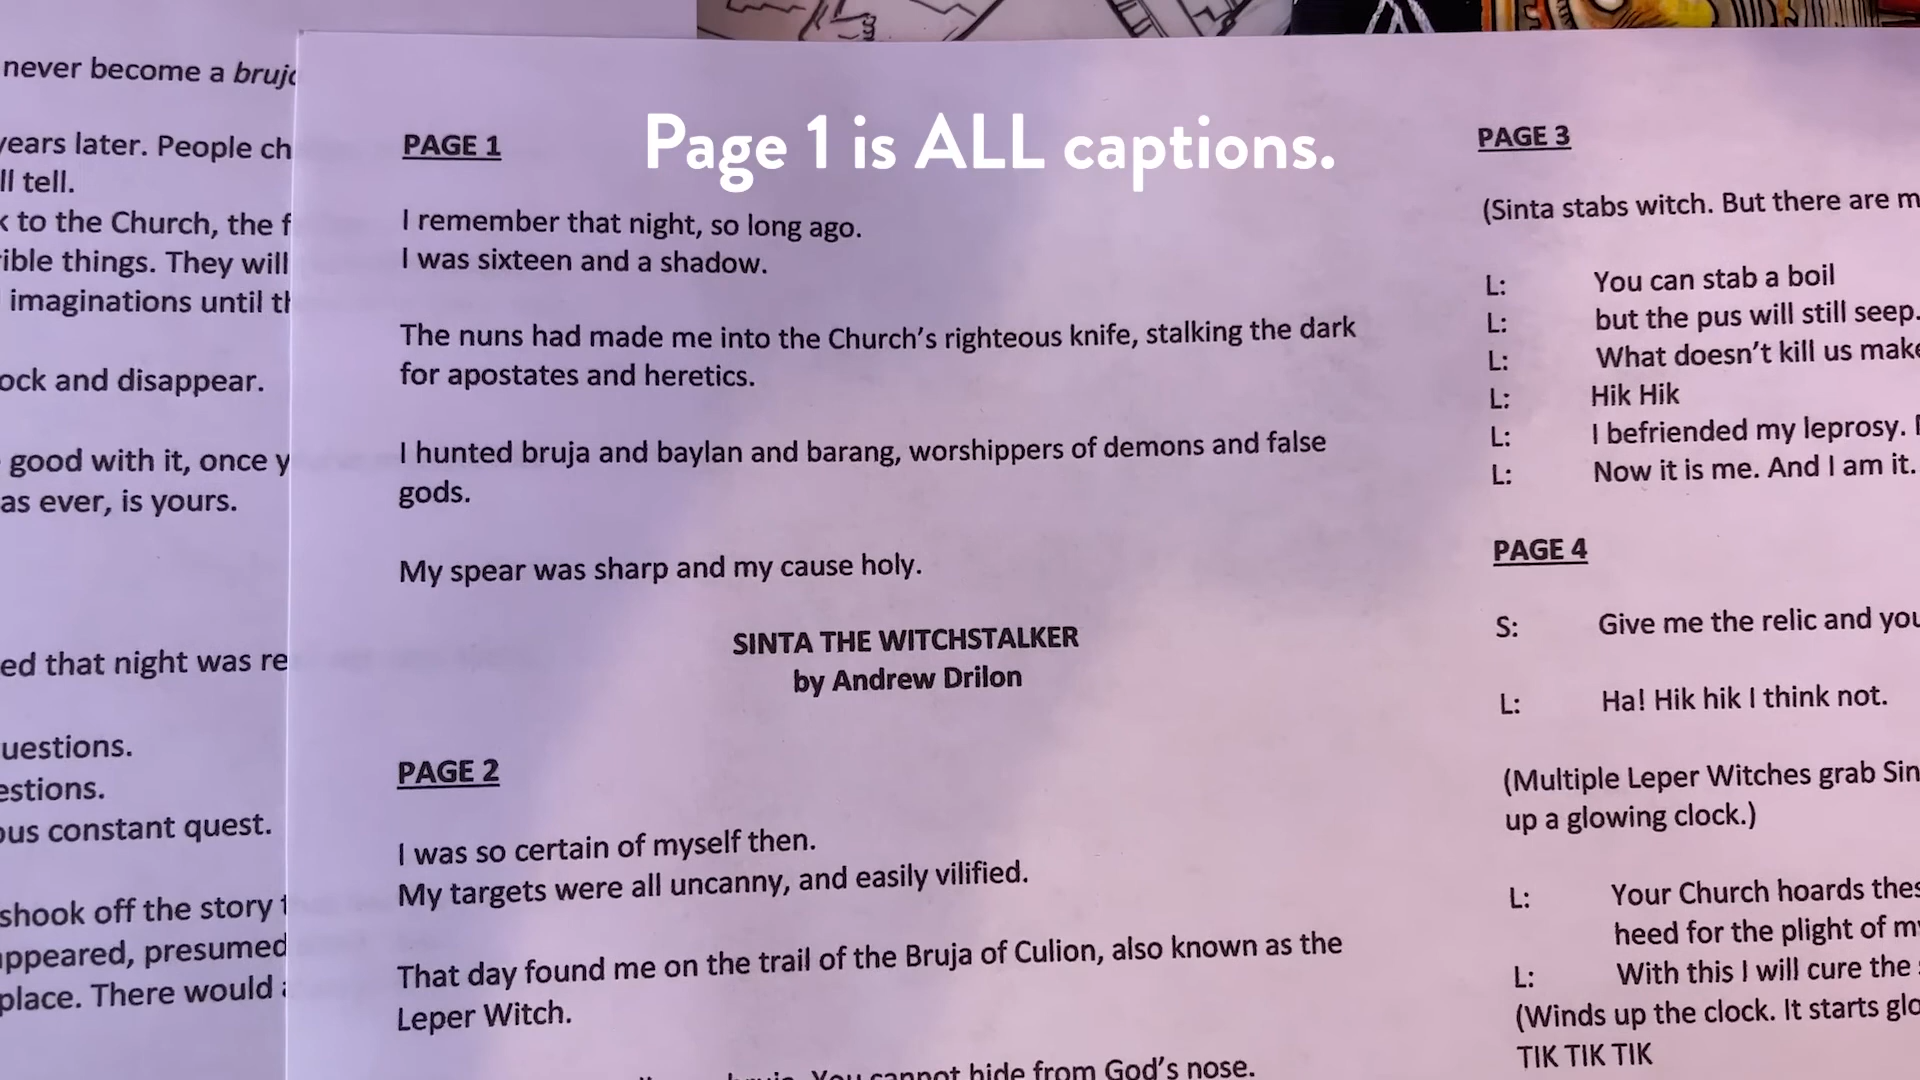 never become a
years later. People ch
ll tell.
to the Church, the f
ible things. They will
imaginations until th
ock and disappear.
good with it, once y
as ever, is yours.
ed that night was re
uestions.
estions.
ous constant quest.
shook off the story
appeared, presumed
place. There would
Page 1 is ALL captions.
PAGE 1
I remember that night, so long ago.
I was sixteen and a shadow.
The nuns had made me into the Church's righteous knife, stalking the dark
for apostates and heretics.
I hunted bruja and baylan and barang, worshippers of demons and false
gods.
My spear was sharp and my cause holy.
SINTA THE WITCHSTALKER
by Andrew Drilon
PAGE 2
I was so certain of myself then.
My targets were all uncanny, and easily vilified.
That day found me on the trail of the Bruja of Culion, also known as the
Leper Witch.
You cannot hide from God's nose.
PAGE 3
(Sinta stabs witch. But there are m
L: You can stab a boil
L: but the pus will still seep.
L: What doesn't kill us make
L: Hik Hik
L: I befriended my leprosy.
L: Now it is me. And I am it.
PAGE 4
S: Give me the relic and you
L: Ha! Hik hik I think not.
(Multiple Leper Witches grab Sin
up a glowing clock.)
L: Your Church hoards thes
heed for the plight of my
L: With this I will cure the
(Winds up the clock. It starts glo
TIK TIK TIK